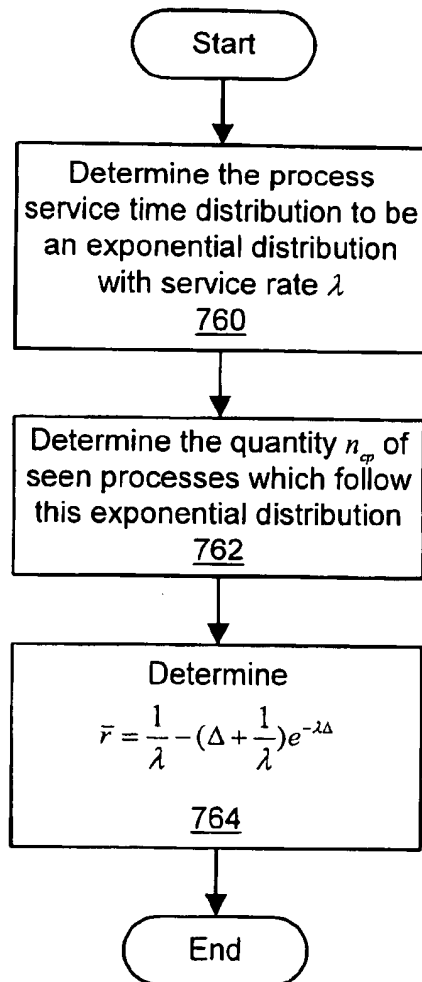 Start
Determine the process
service time distribution to be
an exponential distribution
with service rate λ
760
Determine the quantity n_cp of
seen processes which follow
this exponential distribution
762
Determine
r̄ = 1/λ − (Δ + 1/λ)e^{−λΔ}
764
End